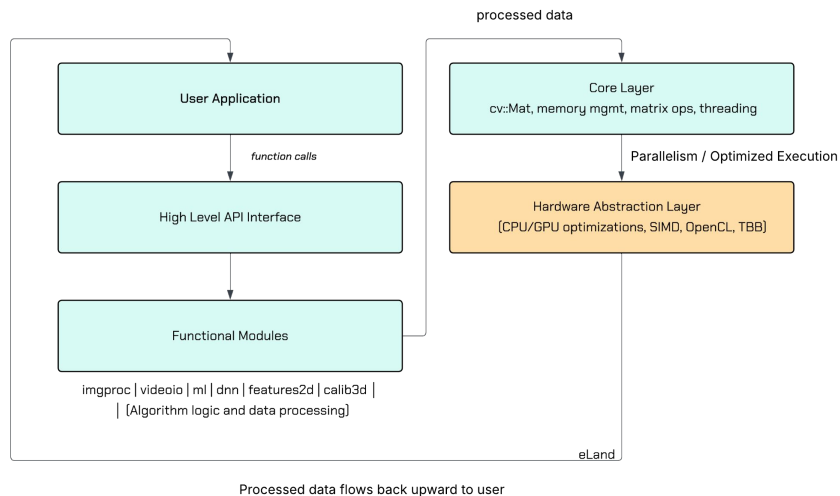 processed data
User Application
function calls
High Level API Interface
Functional Modules
imgproc | videoio | ml | dnn | features2d | calib3d |
| (Algorithm logic and data processing)
Core Layer
cv::Mat, memory mgmt, matrix ops, threading
Parallelism / Optimized Execution
Hardware Abstraction Layer
(CPU/GPU optimizations, SIMD, OpenCL, TBB)
eLand
Processed data flows back upward to user